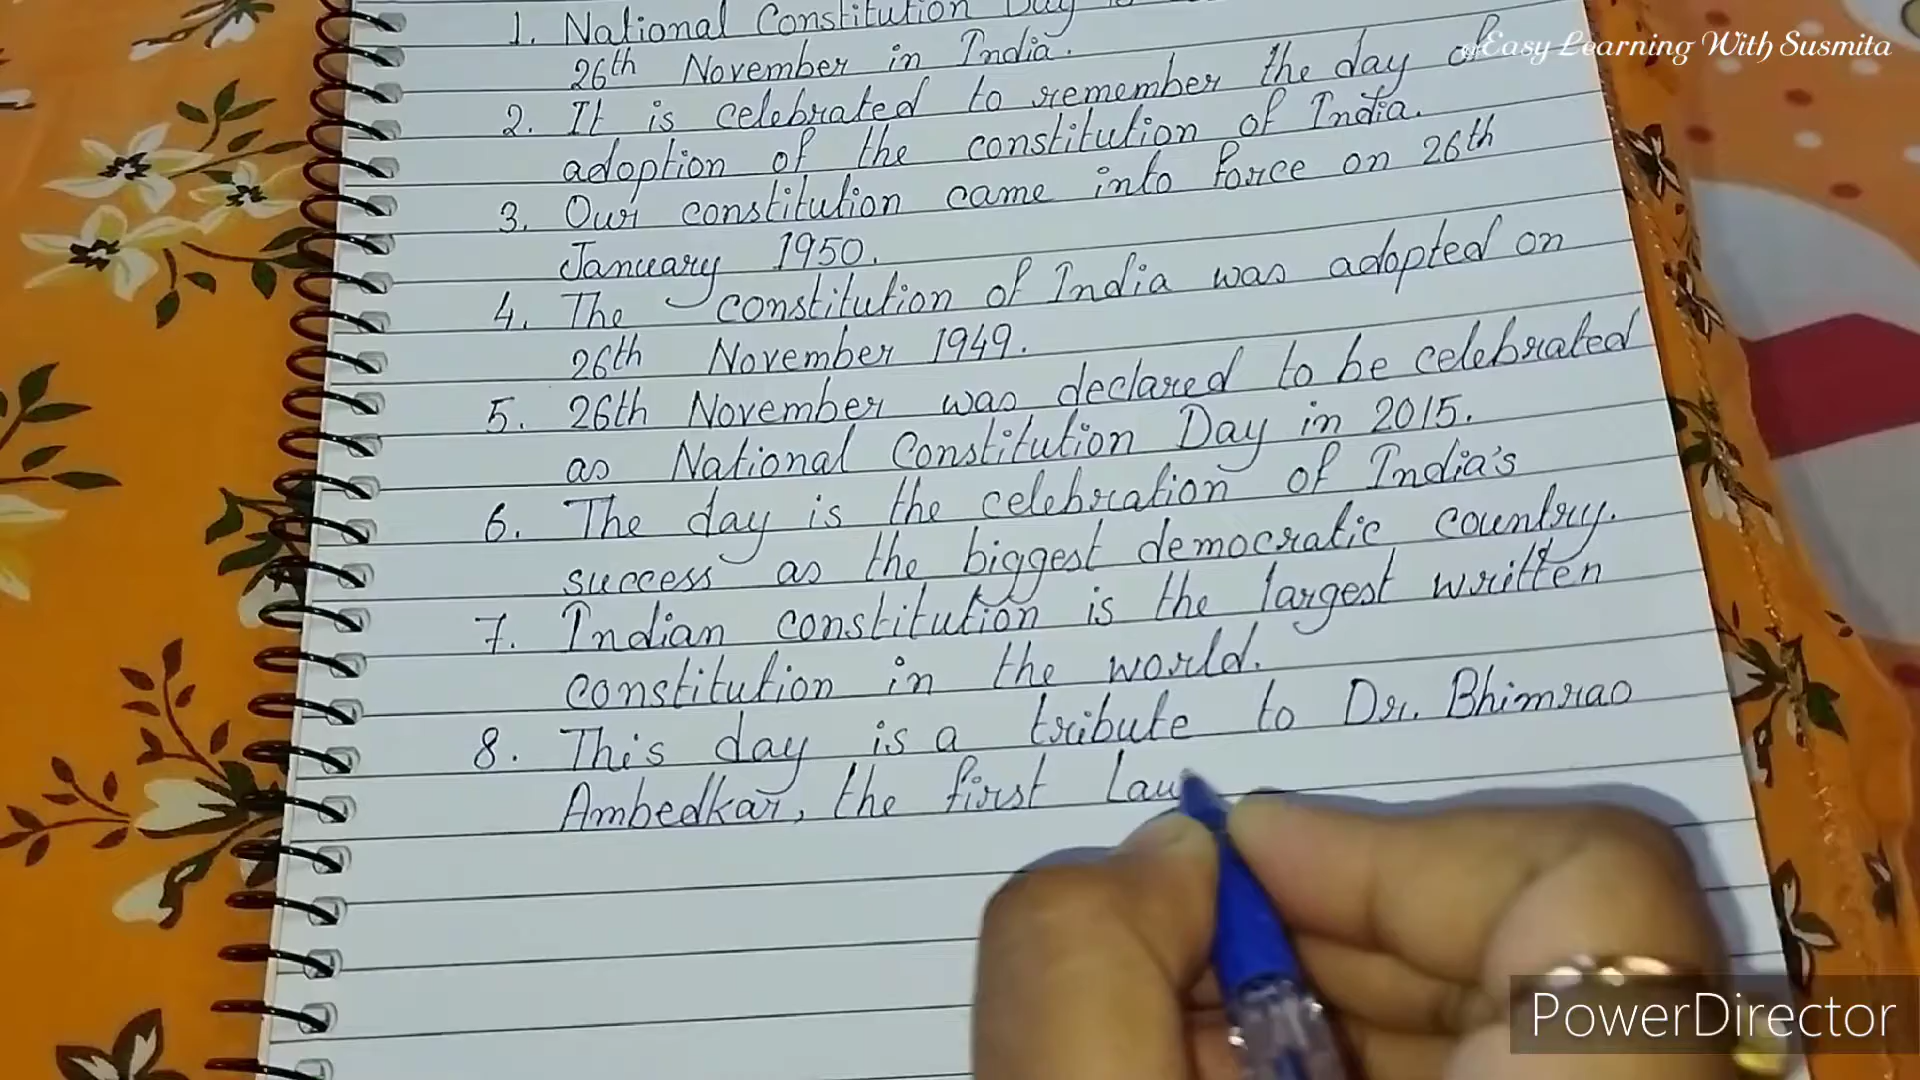 1. National Constitution Day is
@Easy Learning With Susmita
26th November in India.
2. It is celebrated to remember the day of
adoption of the constitution of India.
3. Our constitution came into force on 26th
January 1950.
4. The constitution of India was adopted on
26th November 1949.
5. 26th November was declared to be celebrated
as National Constitution Day in 2015.
6. The day is the celebration of India's
success as the biggest democratic country.
7. Indian constitution is the largest written
constitution in the world.
8. This day is a tribute to Dr. Bhimrao
Ambedkar, the first Law
PowerDirector